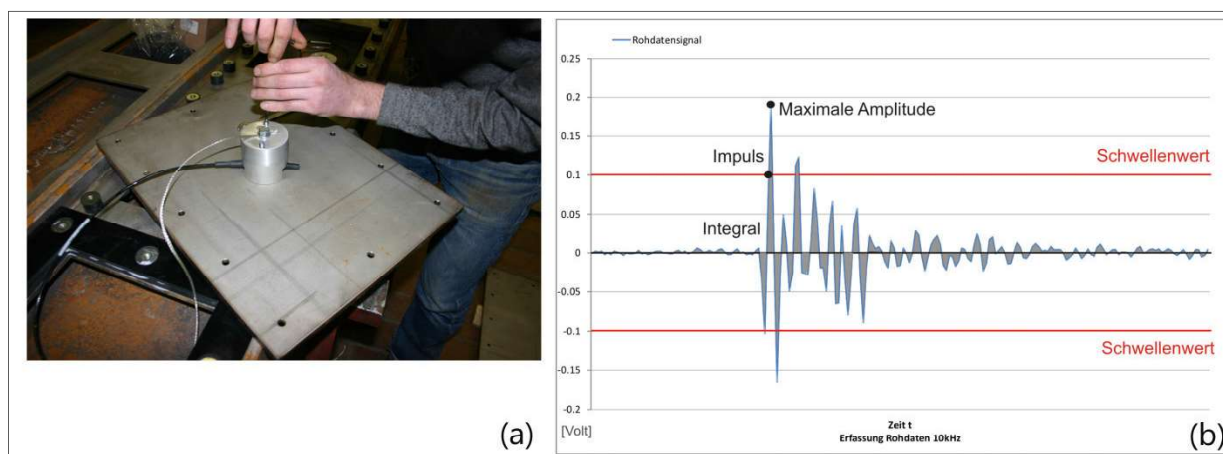 (a)
Rohdatensignal
0.25
0.2
0.15
0.1
0.05
0
-0.05
-0.1
-0.15
-0.2
Maximale Amplitude
Impuls
Schwellenwert
Integral
Schwellenwert
[Volt]
Zeit t
Erfassung Rohdaten 10kHz
(b)